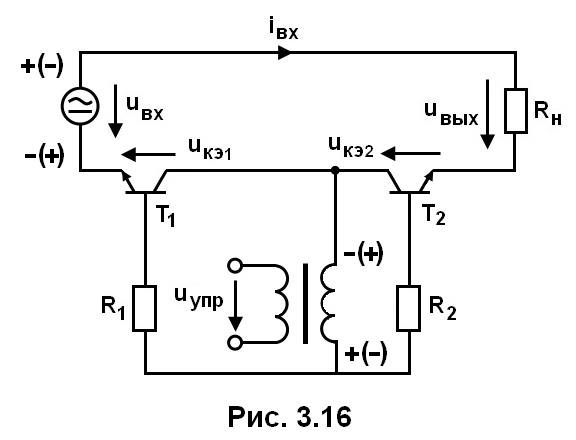 iвх
+(−)
uвх
−(+)
uкэ1
uкэ2
uвых
Rн
T1
T2
−(+)
R1
uупр
R2
+(−)
Рис. 3.16